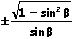 ± √(1 − sin² β) / sin β